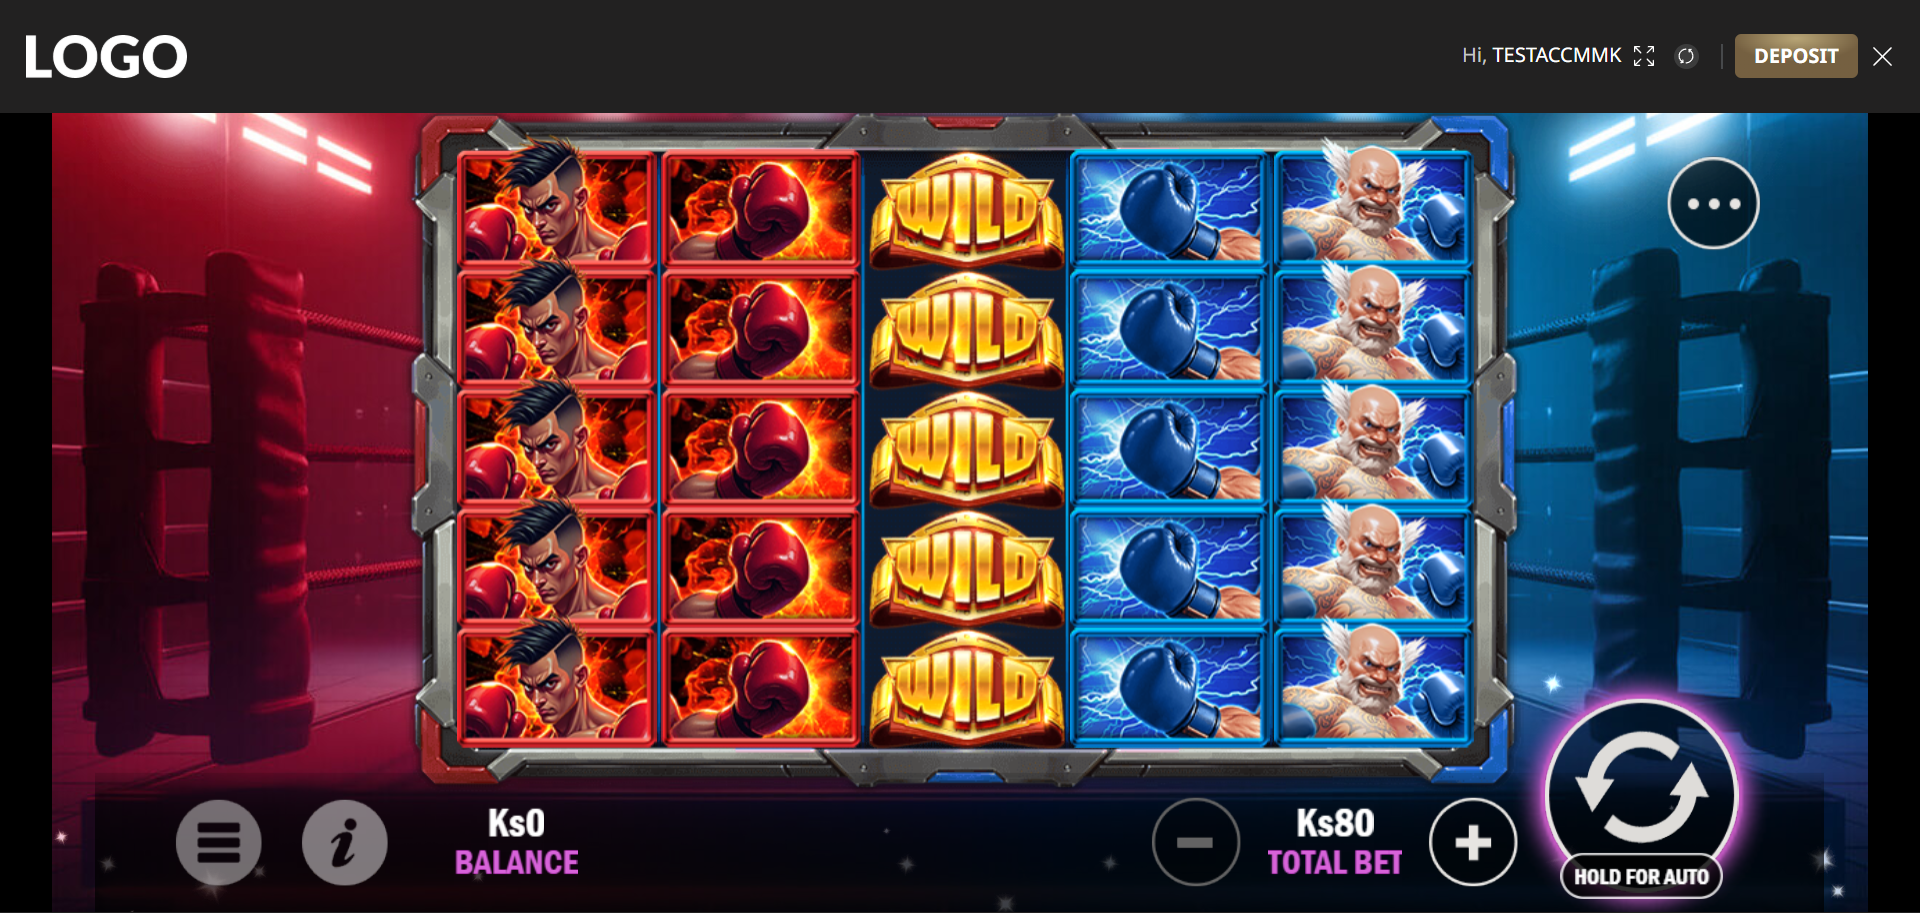 LOGO
Hi, TESTACCMMK
DEPOSIT
WILD
WILD
WILD
WILD
WILD
Ks0
BALANCE
Ks80
TOTAL BET
HOLD FOR AUTO